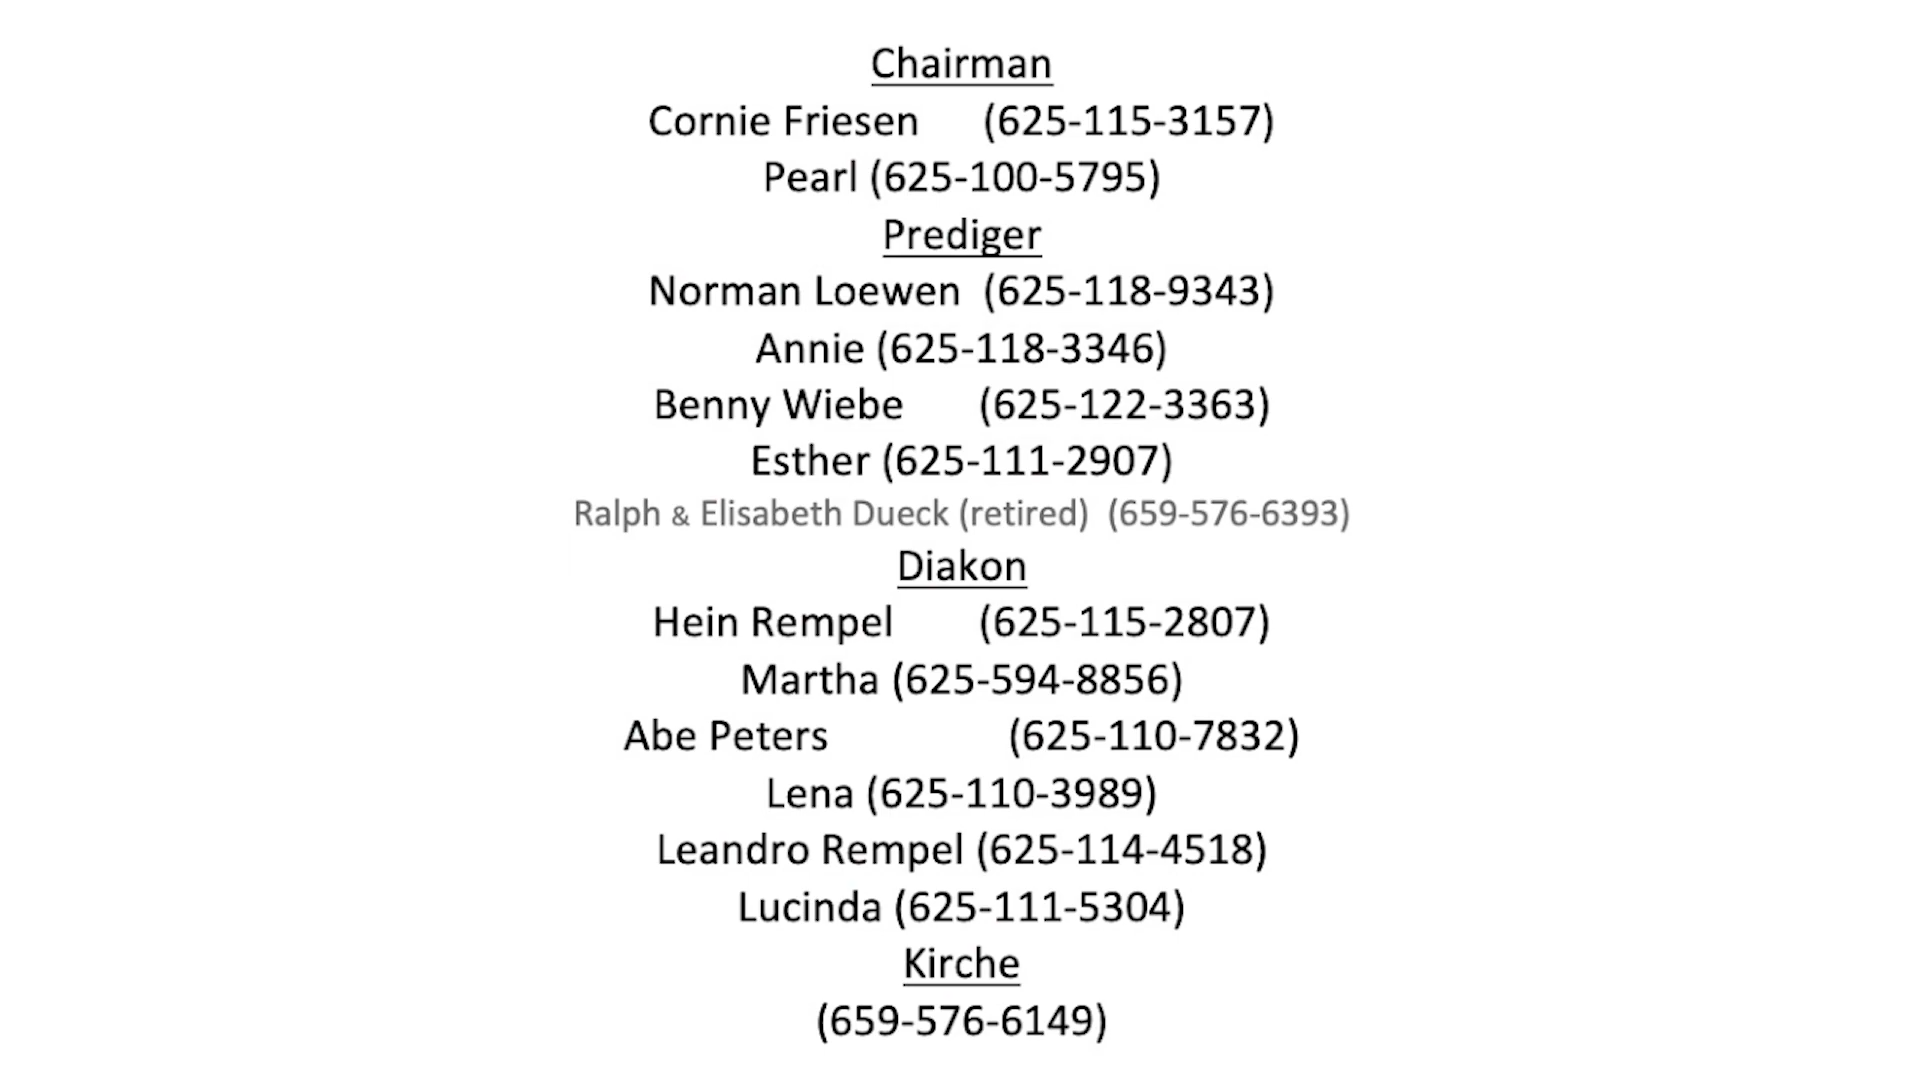 Chairman
Cornie Friesen (625-115-3157)
Pearl (625-100-5795)
Prediger
Norman Loewen (625-118-9343)
Annie (625-118-3346)
Benny Wiebe (625-122-3363)
Esther (625-111-2907)
Ralph & Elisabeth Dueck (retired) (659-576-6393)
Diakon
Hein Rempel (625-115-2807)
Martha (625-594-8856)
Abe Peters (625-110-7832)
Lena (625-110-3989)
Leandro Rempel (625-114-4518)
Lucinda (625-111-5304)
Kirche
(659-576-6149)